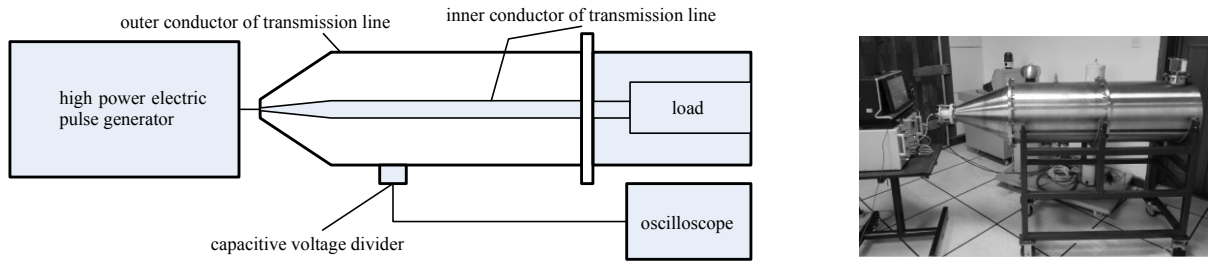 outer conductor of transmission line
inner conductor of transmission line
high power electric
pulse generator
load
oscilloscope
capacitive voltage divider